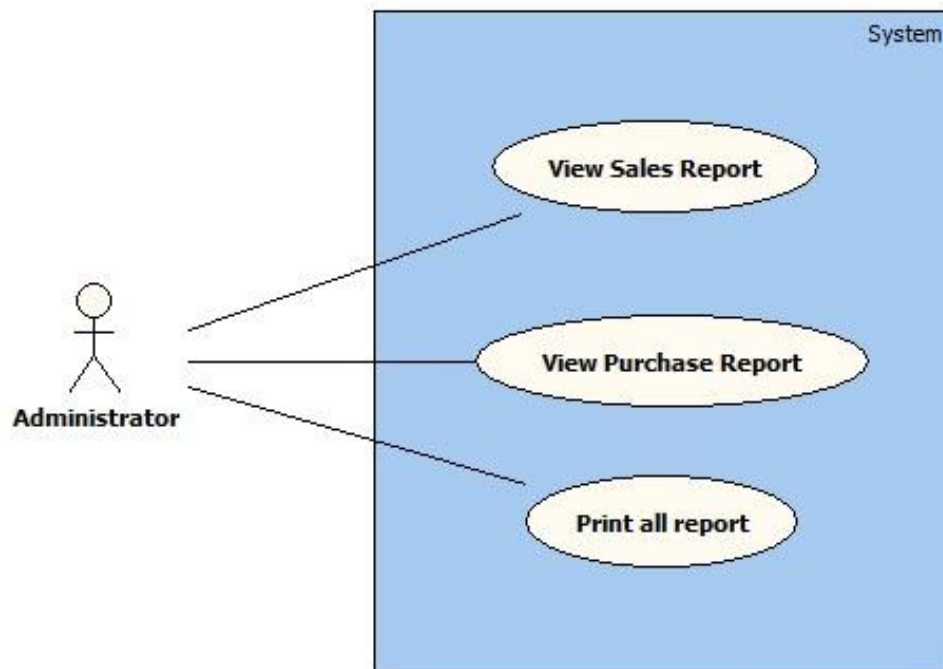 System
View Sales Report
View Purchase Report
Administrator
Print all report